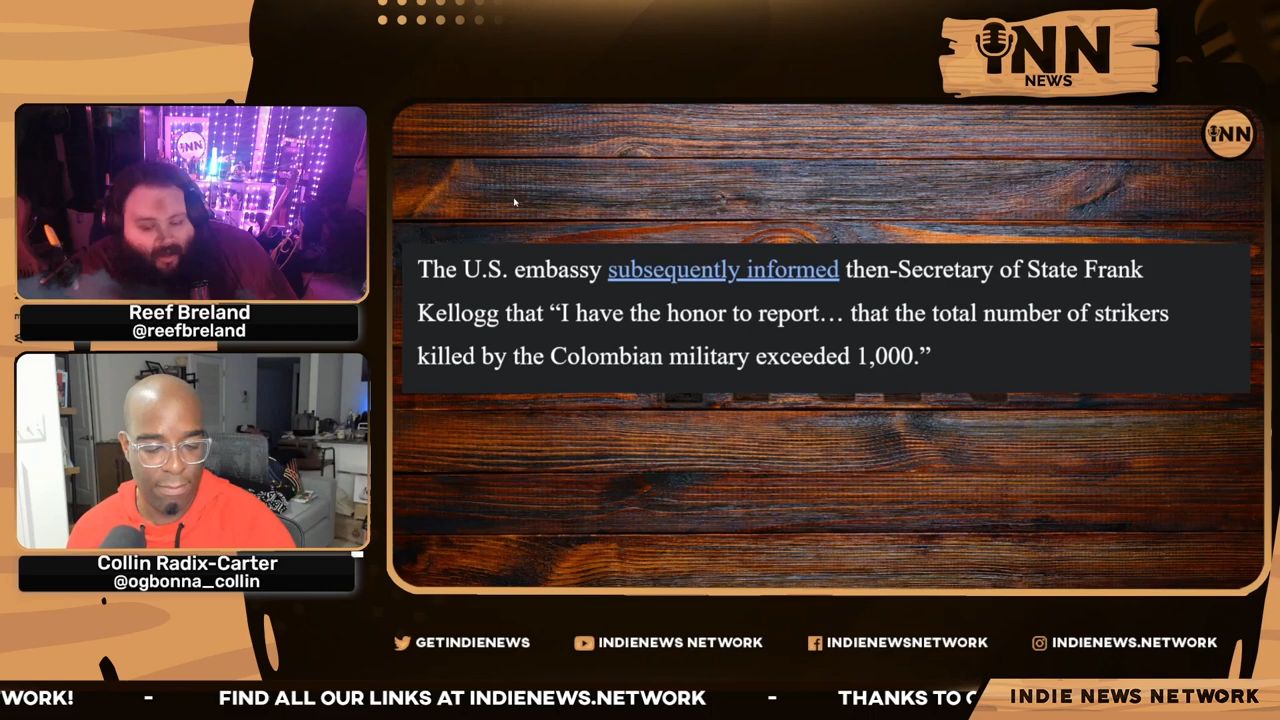 iNN
NEWS
iNN
iNN
The U.S. embassy subsequently informed then-Secretary of State Frank
Kellogg that “I have the honor to report… that the total number of strikers
killed by the Colombian military exceeded 1,000.”
Reef Breland
@reefbreland
Collin Radix-Carter
@ogbonna_collin
GETINDIENEWS
INDIENEWS NETWORK
INDIENEWSNETWORK
INDIENEWS.NETWORK
WORK! - FIND ALL OUR LINKS AT INDIENEWS.NETWORK - THANKS TO
INDIE NEWS NETWORK